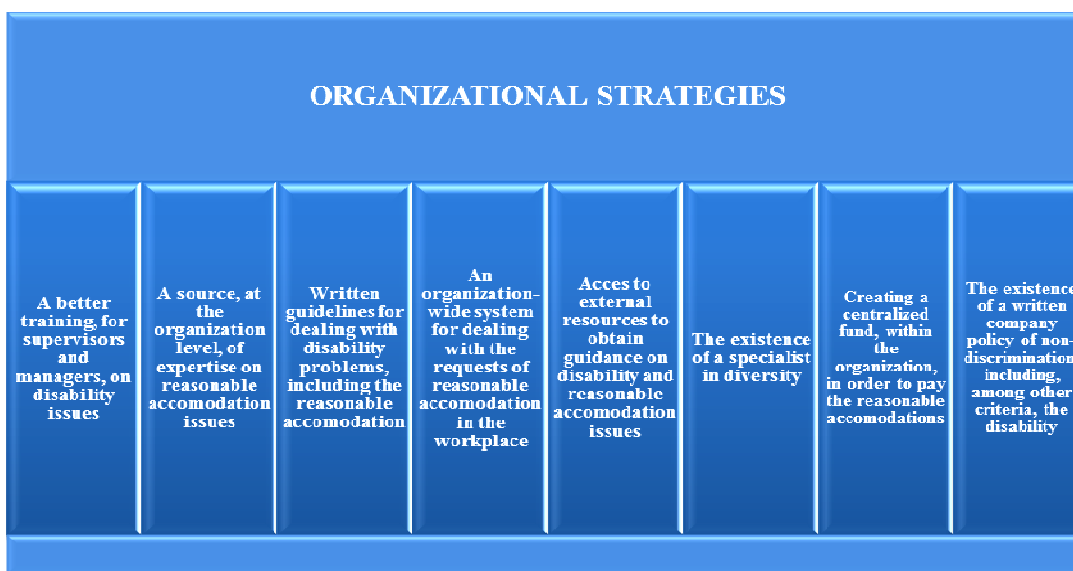 ORGANIZATIONAL STRATEGIES
A better
training, for
supervisors
and
managers, on
disability
issues
A source, at
the
organization
level, of
expertise on
reasonable
accomodation
issues
Written
guidelines for
dealing with
disability
problems,
including the
reasonable
accomodation
An
organization-
wide system
for dealing
with the
requests of
reasonable
accomodation
in the
workplace
Acces to
external
resources to
obtain
guidance on
disability and
reasonable
accomodation
issues
The existence
of a specialist
in diversity
Creating a
centralized
fund, within
the
organization,
in order to pay
the reasonable
accomodations
The existence
of a written
company
policy of non-
discrimination
including,
among other
criteria, the
disability